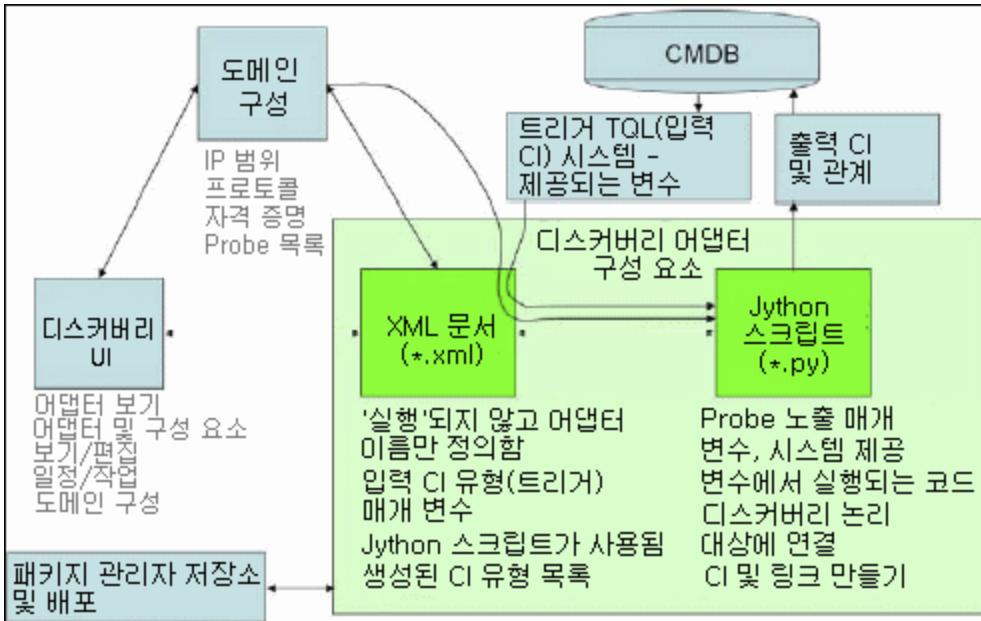 도메인
구성
IP 범위
프로토콜
자격 증명
Probe 목록
CMDB
트리거 TQL(입력
CI) 시스템 -
제공되는 변수
출력 CI
및 관계
디스커버리 어댑터
구성 요소
디스커버리
UI
어댑터 보기
어댑터 및 구성 요소
보기/편집
일정/작업
도메인 구성
XML 문서
(*.xml)
'실행'되지 않고 어댑터
이름만 정의함
입력 CI 유형(트리거)
매개 변수
Jython 스크립트가 사용됨
생성된 CI 유형 목록
Jython
스크립트
(*.py)
Probe 노출 매개
변수, 시스템 제공
변수에서 실행되는 코드
디스커버리 논리
대상에 연결
CI 및 링크 만들기
패키지 관리자 저장소
및 배포